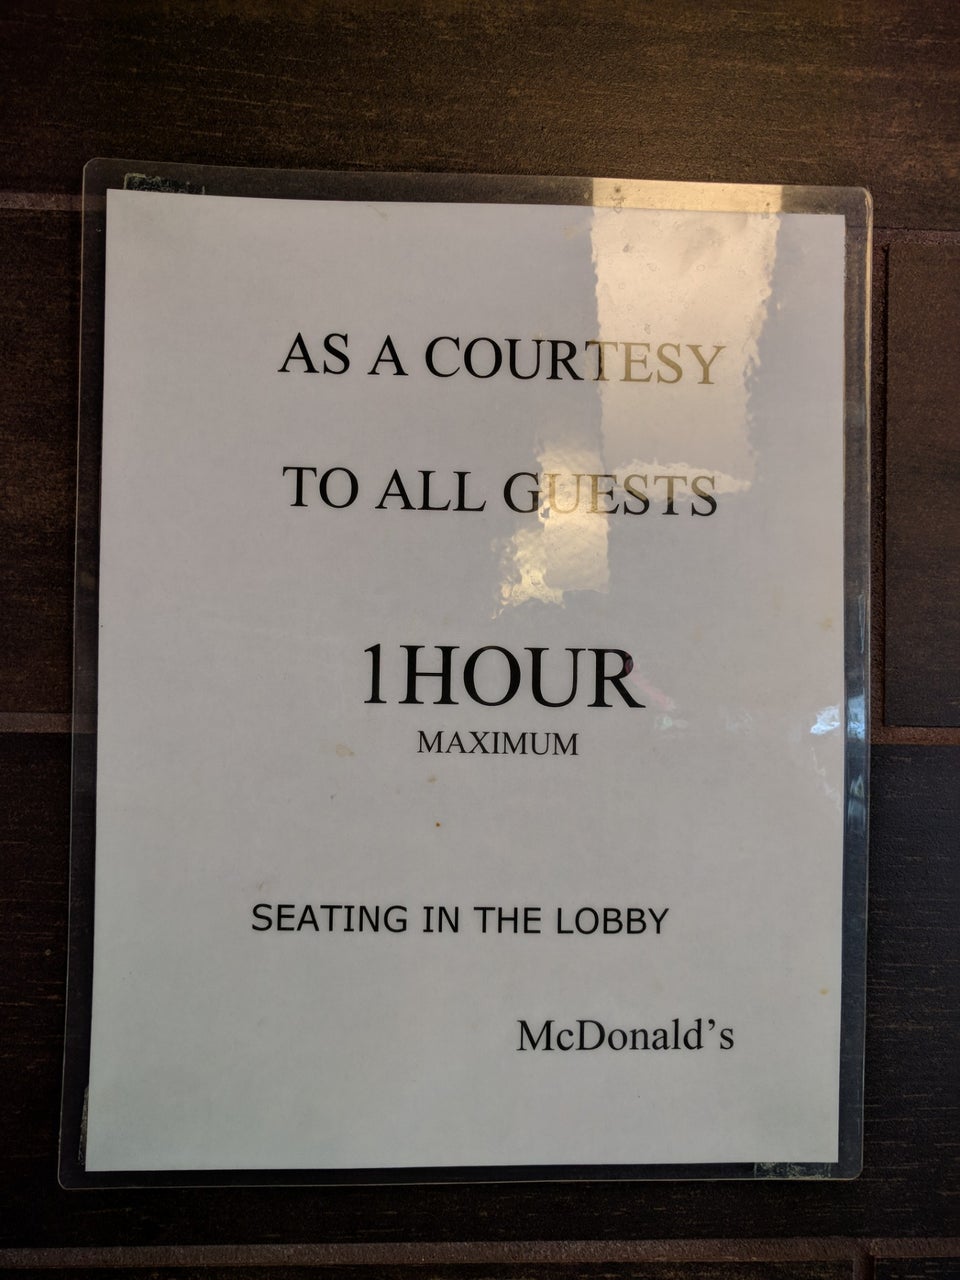 AS A COURTESY
TO ALL GUESTS
1HOUR
MAXIMUM
SEATING IN THE LOBBY
McDonald's